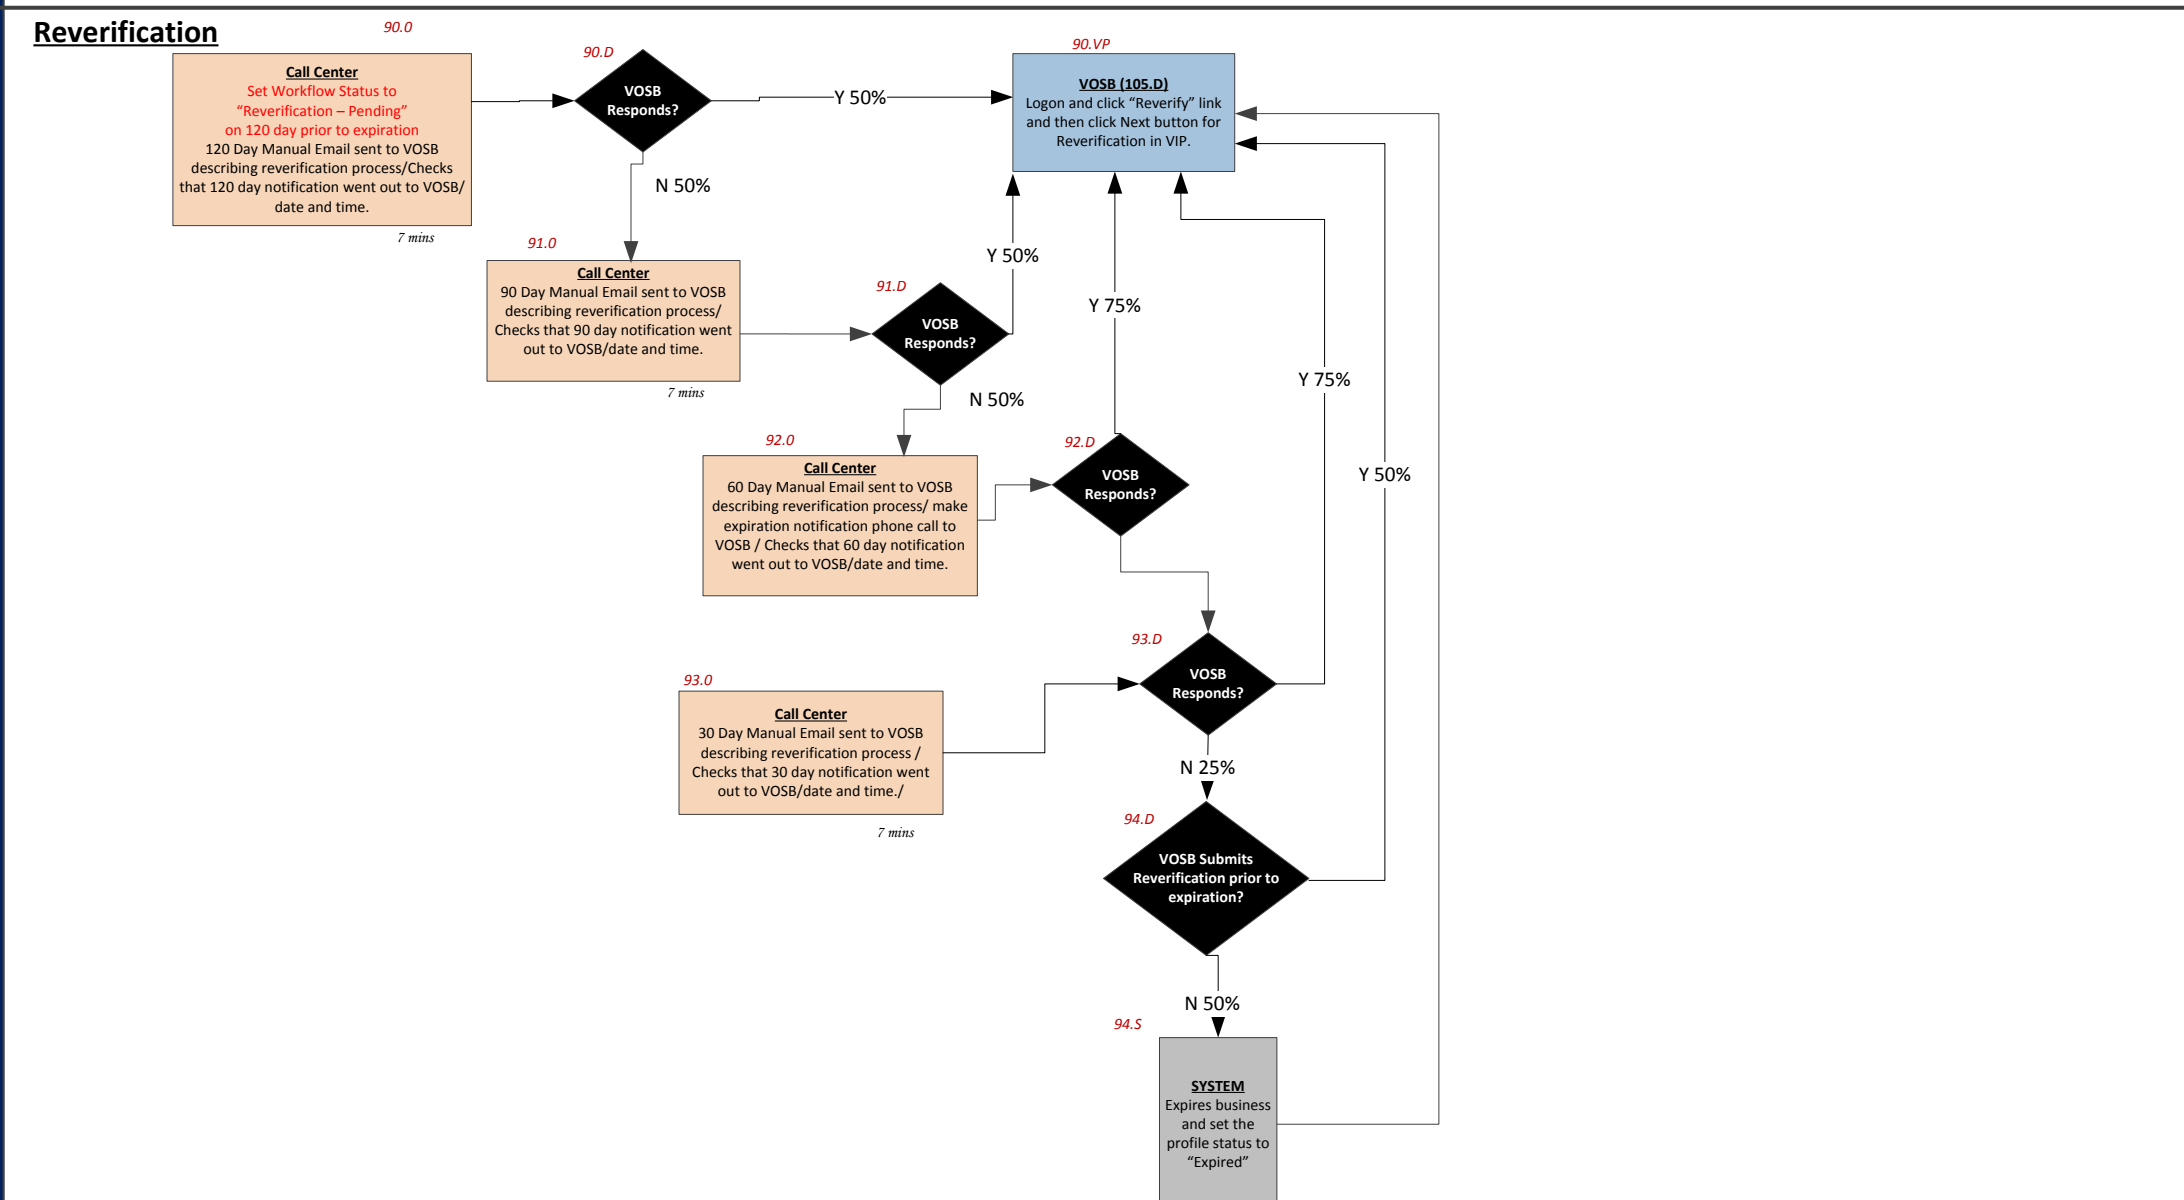 Reverification
90.0
Call Center
Set Workflow Status to
“Reverification – Pending”
on 120 day prior to expiration
120 Day Manual Email sent to VOSB
describing reverification process/Checks
that 120 day notification went out to VOSB/
date and time.
7 mins
90.D
VOSB
Responds?
Y 50%
N 50%
90.VP
VOSB (105.D)
Logon and click “Reverify” link
and then click Next button for
Reverification in VIP.
91.0
Call Center
90 Day Manual Email sent to VOSB
describing reverification process/
Checks that 90 day notification went
out to VOSB/date and time.
7 mins
91.D
VOSB
Responds?
Y 50%
N 50%
92.0
Call Center
60 Day Manual Email sent to VOSB
describing reverification process/ make
expiration notification phone call to
VOSB / Checks that 60 day notification
went out to VOSB/date and time.
92.D
VOSB
Responds?
Y 75%
93.0
Call Center
30 Day Manual Email sent to VOSB
describing reverification process /
Checks that 30 day notification went
out to VOSB/date and time./
7 mins
93.D
VOSB
Responds?
Y 75%
N 25%
94.D
VOSB Submits
Reverification prior to
expiration?
Y 50%
N 50%
94.S
SYSTEM
Expires business
and set the
profile status to
“Expired”